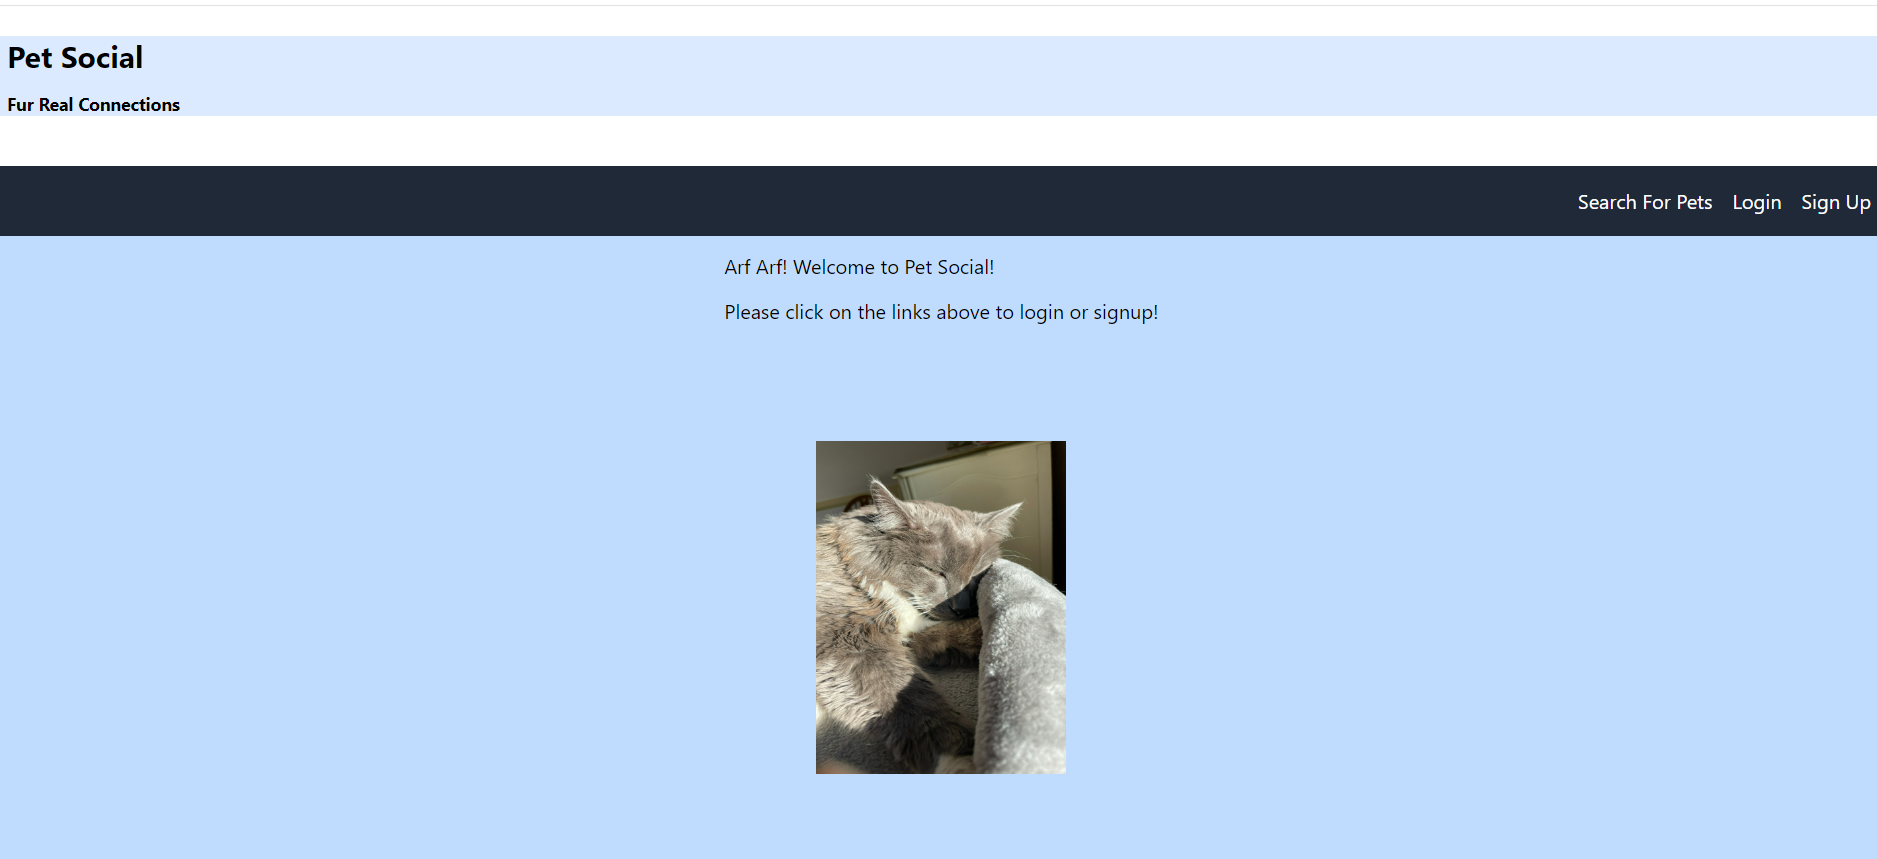 Pet Social
Fur Real Connections
Search For Pets Login Sign Up
Arf Arf! Welcome to Pet Social!
Please click on the links above to login or signup!